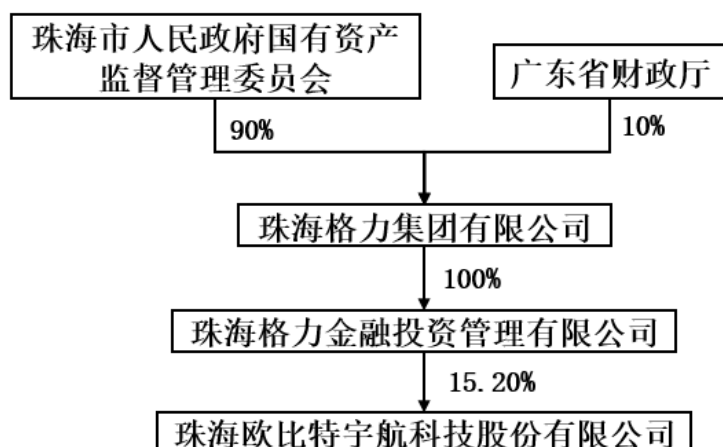 珠海市人民政府国有资产
监督管理委员会
广东省财政厅
90%
10%
珠海格力集团有限公司
100%
珠海格力金融投资管理有限公司
15.20%
珠海欧比特宇航科技股份有限公司